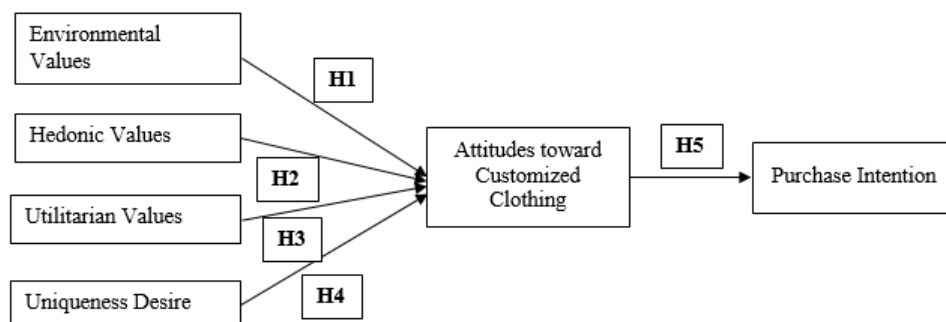 Environmental
Values
H1
Hedonic Values
H2
Attitudes toward
Customized
Clothing
H5
Purchase Intention
Utilitarian Values
H3
Uniqueness Desire
H4